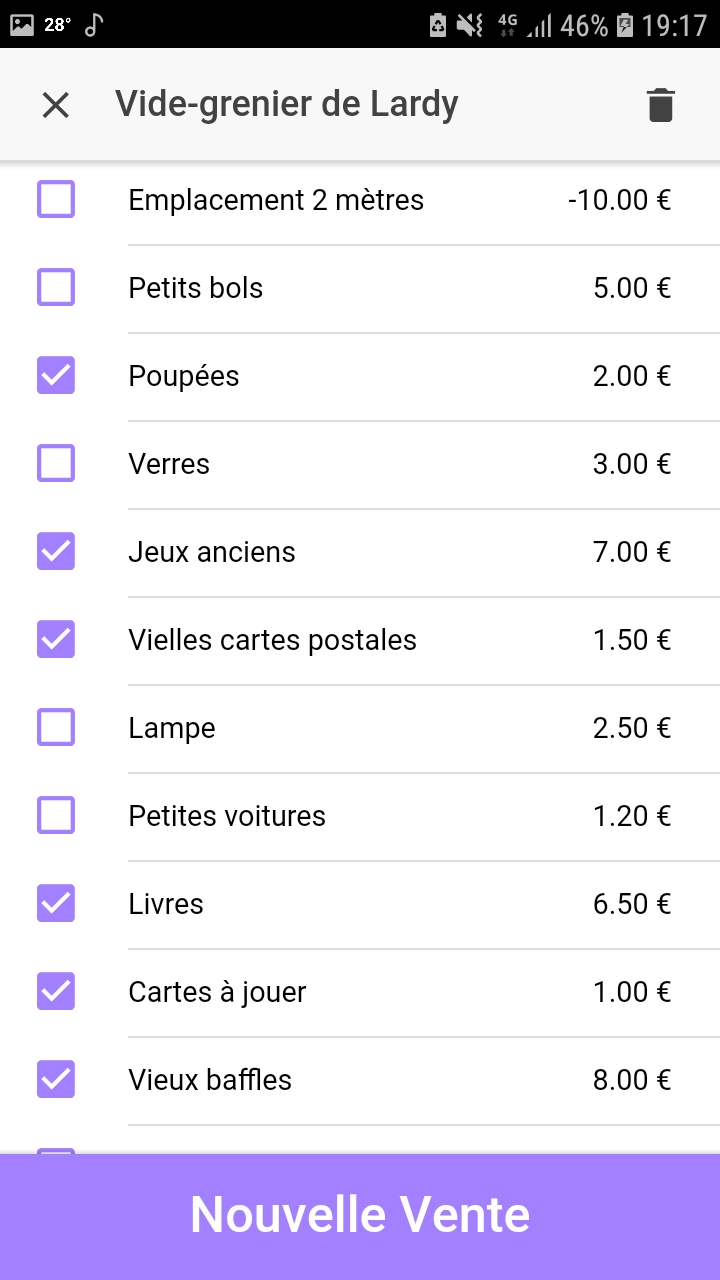 28°
4G 46% 19:17
Vide-grenier de Lardy
Emplacement 2 mètres -10.00 €
Petits bols 5.00 €
Poupées 2.00 €
Verres 3.00 €
Jeux anciens 7.00 €
Vielles cartes postales 1.50 €
Lampe 2.50 €
Petites voitures 1.20 €
Livres 6.50 €
Cartes à jouer 1.00 €
Vieux baffles 8.00 €
Nouvelle Vente